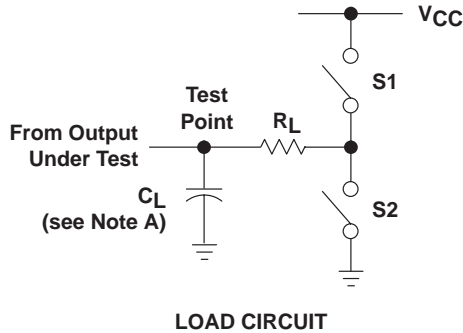 VCC
S1
Test
Point
RL
From Output
Under Test
CL
(see Note A)
S2
LOAD CIRCUIT